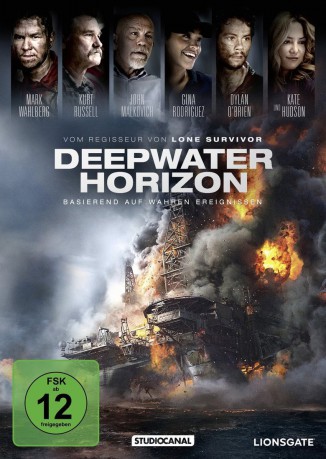 MARK
WAHLBERG
KURT
RUSSELL
JOHN
MALKOVICH
GINA
RODRIGUEZ
DYLAN
O'BRIEN
UND
KATE
HUDSON
VOM REGISSEUR VON LONE SURVIVOR
DEEPWATER
HORIZON
BASIEREND AUF WAHREN EREIGNISSEN
FSK
ab
12
freigegeben
STUDIOCANAL
LIONSGATE